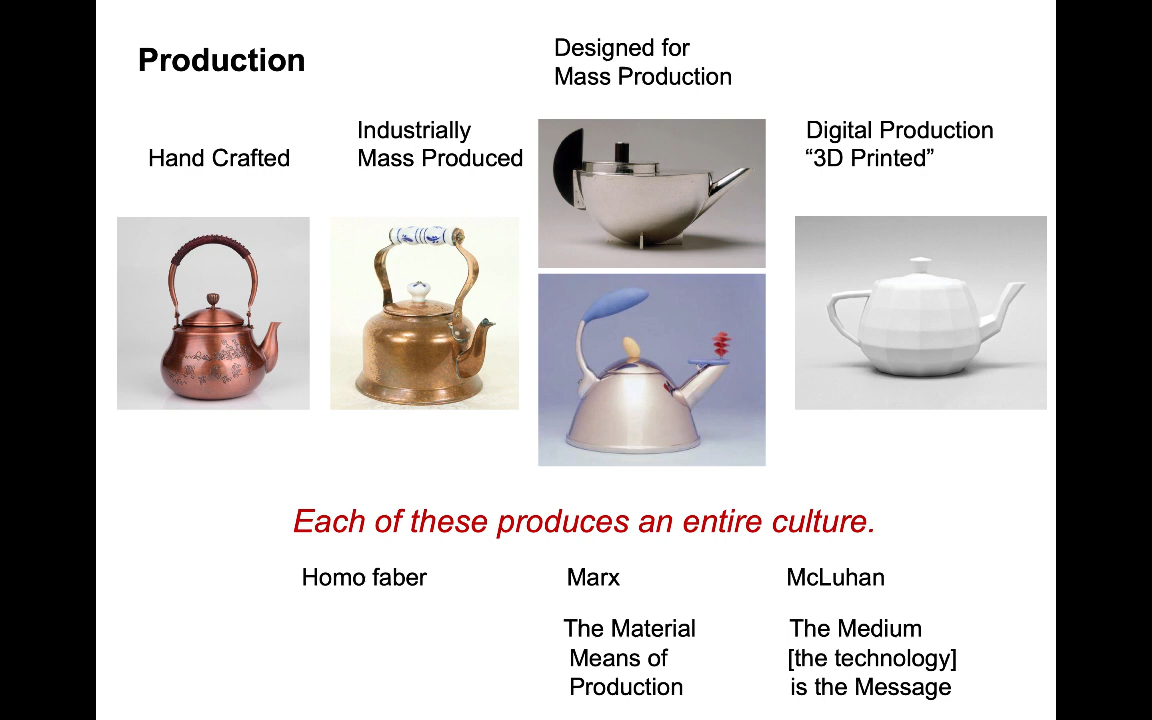 Production
Designed for
Mass Production
Hand Crafted
Industrially
Mass Produced
Digital Production
“3D Printed”
Each of these produces an entire culture.
Homo faber
Marx
The Material
Means of
Production
McLuhan
The Medium
[the technology]
is the Message